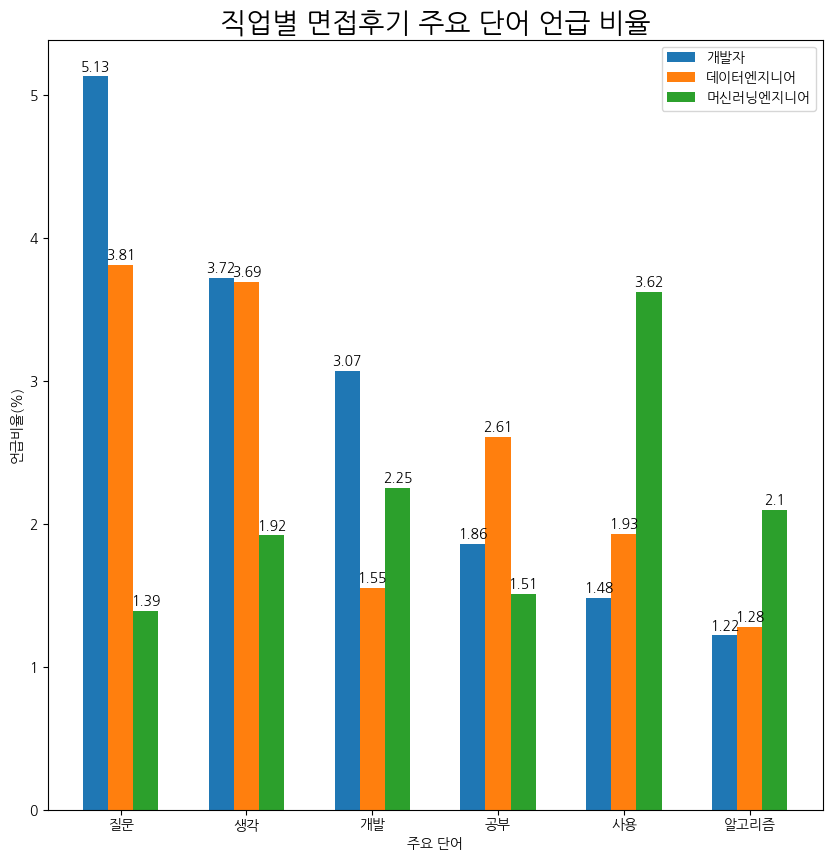 직업별 면접후기 주요 단어 언급 비율
개발자
데이터엔지니어
머신러닝엔지니어
언급비율(%)
5
4
3
2
1
0
5.13
3.81
1.39
3.72
3.69
1.92
3.07
1.55
2.25
1.86
2.61
1.51
1.48
1.93
3.62
1.22
1.28
2.1
질문
생각
개발
공부
사용
알고리즘
주요 단어